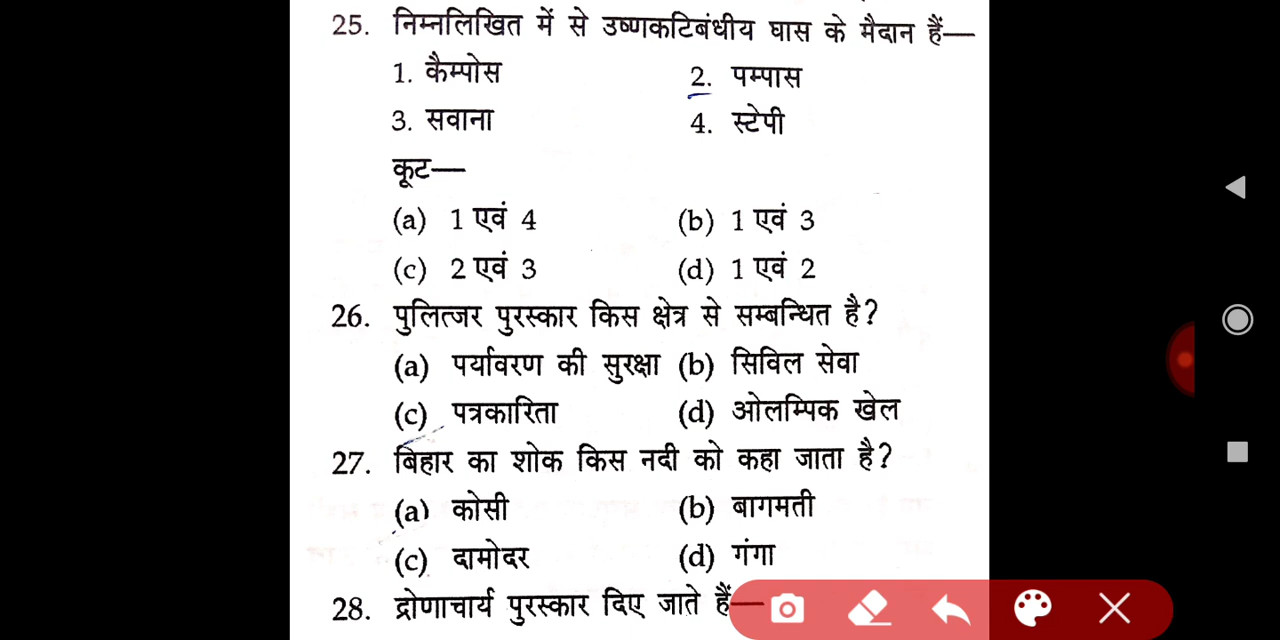 25. निम्नलिखित में से उष्णकटिबंधीय घास के मैदान हैं—
1. कैम्पोस 2. पम्पास
3. सवाना 4. स्टेपी
कूट—
(a) 1 एवं 4 (b) 1 एवं 3
(c) 2 एवं 3 (d) 1 एवं 2
26. पुलित्जर पुरस्कार किस क्षेत्र से सम्बन्धित है?
(a) पर्यावरण की सुरक्षा (b) सिविल सेवा
(c) पत्रकारिता (d) ओलम्पिक खेल
27. बिहार का शोक किस नदी को कहा जाता है?
(a) कोसी (b) बागमती
(c) दामोदर (d) गंगा
28. द्रोणाचार्य पुरस्कार दिए जाते हैं—